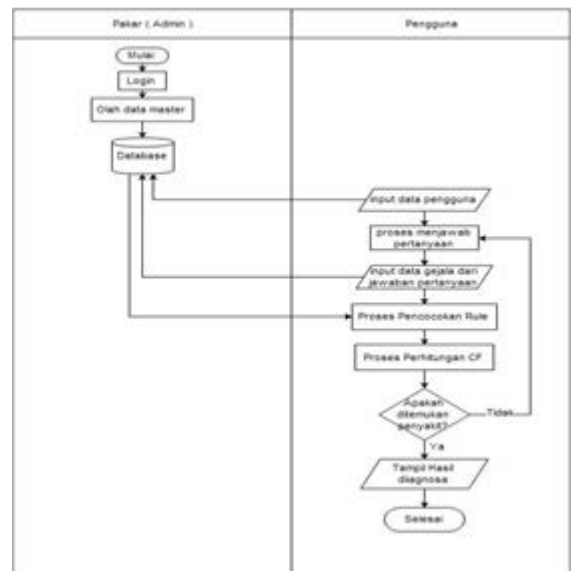 Pakar ( Admin )
Pengguna
Mulai
Login
Olah data master
Database
input data pengguna
proses menjawab
pertanyaan
input data gejala dari
jawaban pertanyaan
Proses Pencocokan Rule
Proses Perhitungan CF
Apakah
ditemukan
penyakit?
Tidak
Ya
Tampil Hasil
diagnosa
Selesai